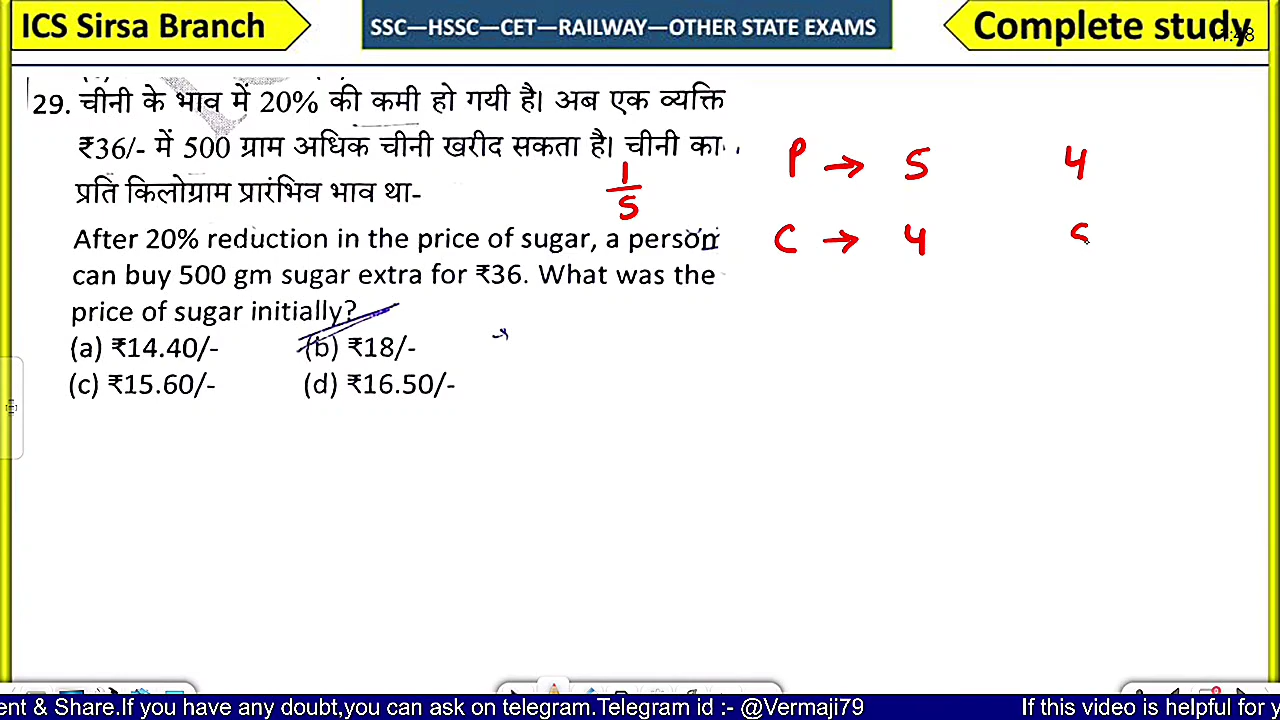 ICS Sirsa Branch
SSC—HSSC—CET—RAILWAY—OTHER STATE EXAMS
Complete study
29. चीनी के भाव में 20% की कमी हो गयी है। अब एक व्यक्ति
₹36/- में 500 ग्राम अधिक चीनी खरीद सकता है। चीनी का
प्रति किलोग्राम प्रारंभिव भाव था-
1/5
P → 5 4
C → 4
After 20% reduction in the price of sugar, a person
can buy 500 gm sugar extra for ₹36. What was the
price of sugar initially?
(a) ₹14.40/- (b) ₹18/-
(c) ₹15.60/- (d) ₹16.50/-
ent & Share.If you have any doubt,you can ask on telegram.Telegram id :- @Vermaji79 If this video is helpful for y